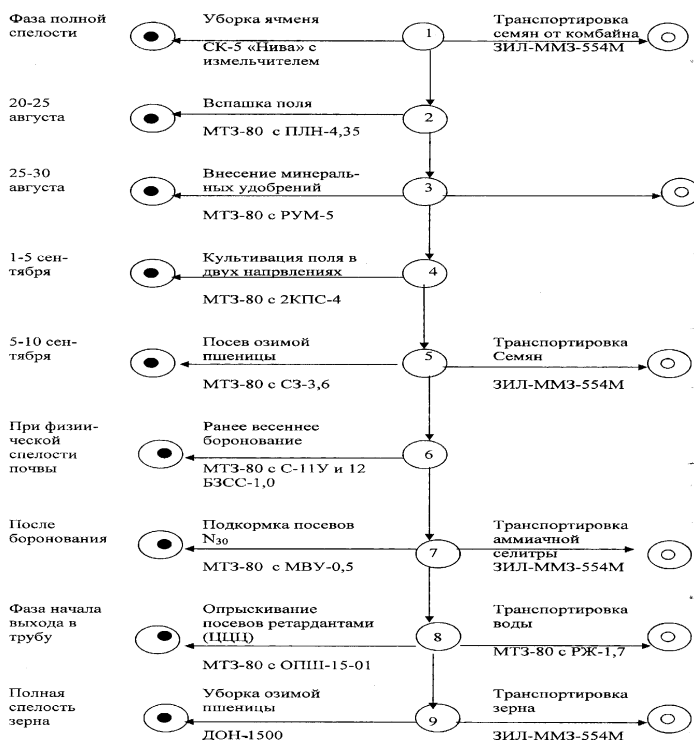 Фаза полной
спелости
Уборка ячменя
СК-5 «Нива» с
измельчителем
1
Транспортировка
семян от комбайна
ЗИЛ-ММЗ-554М
20-25
августа
Вспашка поля
МТЗ-80 с ПЛН-4,35
2
25-30
августа
Внесение минераль-
ных удобрений
МТЗ-80 с РУМ-5
3
1-5 сен-
тября
Культивация поля в
двух напрвлениях
МТЗ-80 с 2КПС-4
4
5-10 сен-
тября
Посев озимой
пшеницы
МТЗ-80 с СЗ-3,6
5
Транспортировка
Семян
ЗИЛ-ММЗ-554М
При физии-
ческой
спелости
почвы
Ранее весеннее
боронование
МТЗ-80 с С-11У и 12
БЗСС-1,0
6
После
боронования
Подкормка посевов
N30
МТЗ-80 с МВУ-0,5
7
Транспортировка
аммиачной
селитры
ЗИЛ-ММЗ-554М
Фаза начала
выхода в
трубу
Опрыскивание
посевов ретардантами
(ЦЦЦ)
МТЗ-80 с ОПШ-15-01
8
Транспортировка
воды
МТЗ-80 с РЖ-1,7
Полная
спелость
зерна
Уборка озимой
пшеницы
ДОН-1500
9
Транспортировка
зерна
ЗИЛ-ММЗ-554М